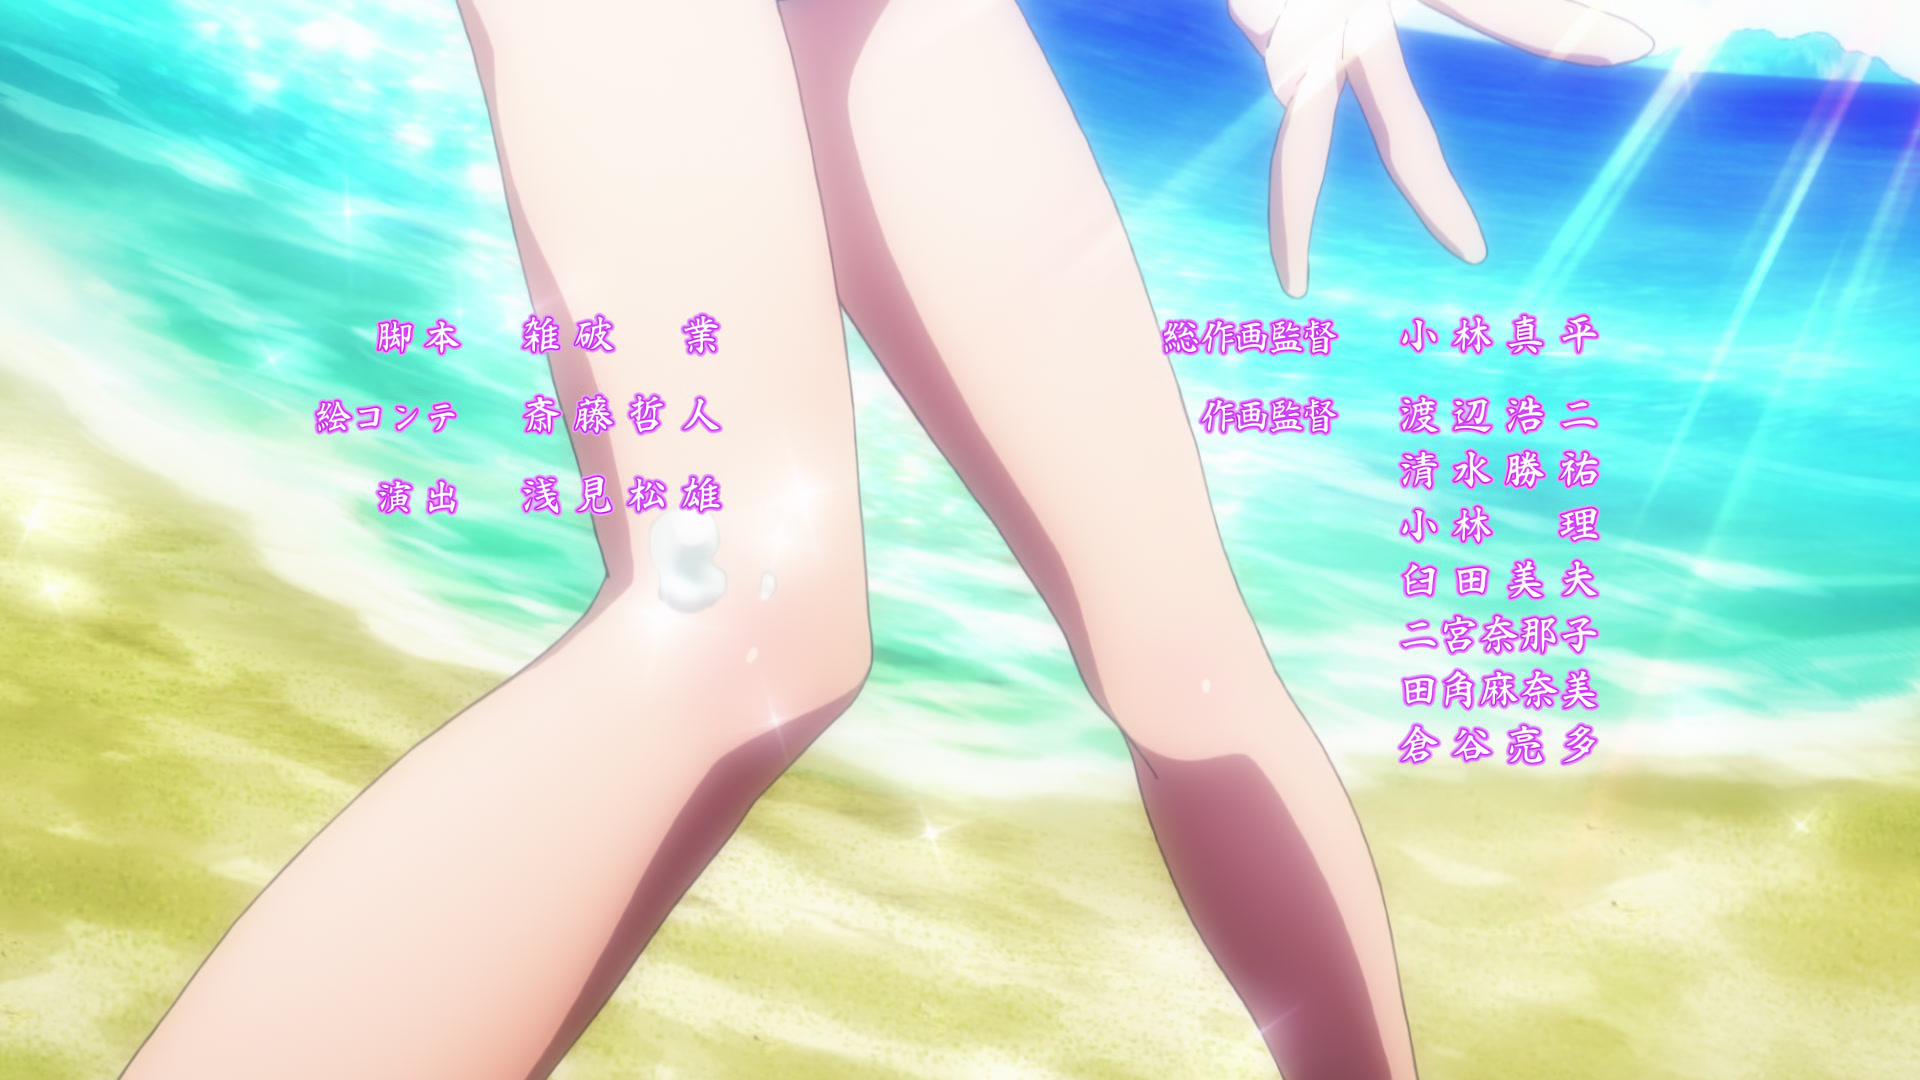 脚本 雑破 業
絵コンテ 斎藤哲人
演出 浅見松雄
総作画監督 小林真平
作画監督 渡辺浩二
清水勝祐
小林 理
臼田美夫
二宮奈那子
田角麻奈美
倉谷亮多